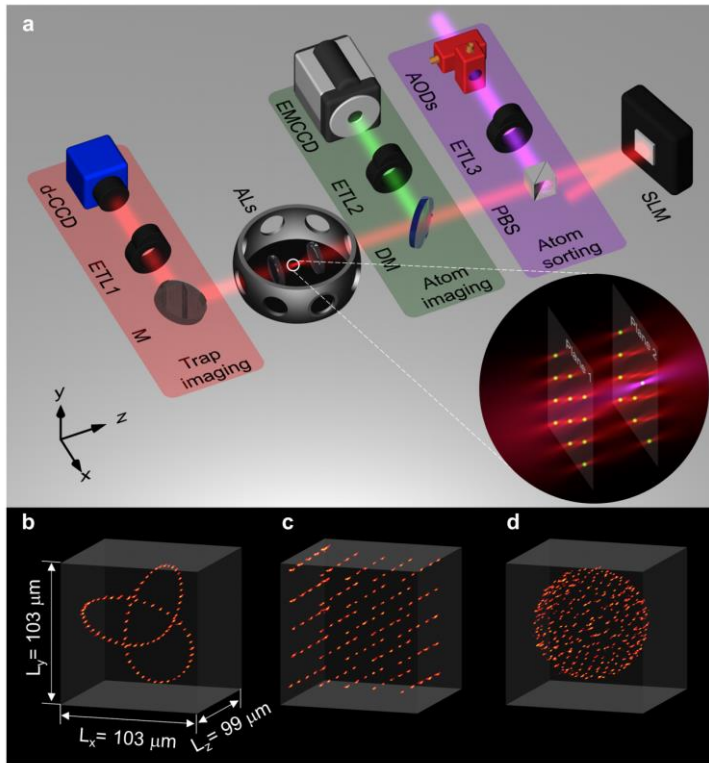 a
d-CCD
ETL1
M
Trap
imaging
ALs
EMCCD
ETL2
DM
Atom
imaging
AODs
ETL3
PBS
Atom
sorting
SLM
y
z
x
b
c
d
Ly= 103 μm
Lx= 103 μm
Lz= 99 μm